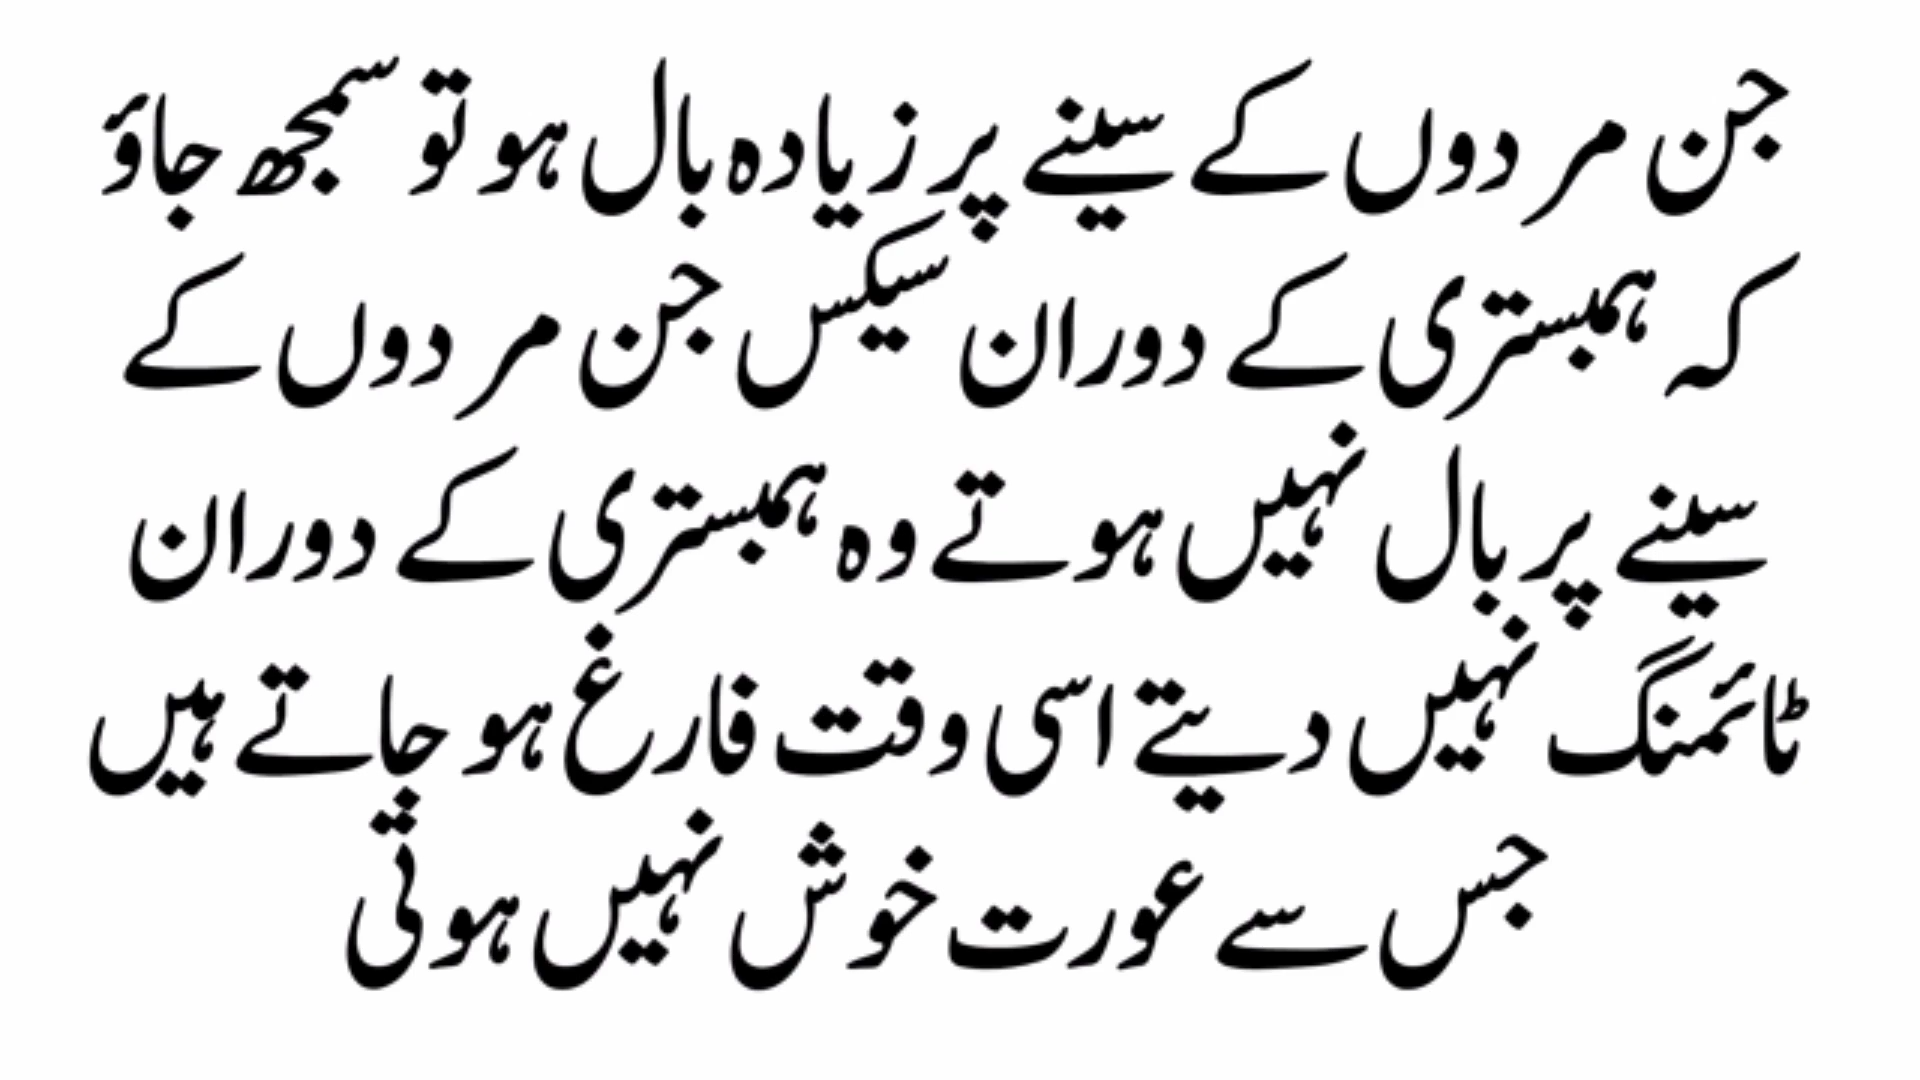 جن مردوں کے سینے پر زیادہ بال ہو تو سمجھ جاؤ
کہ ہمبستری کے دوران سیکس جن مردوں کے
سینے پر بال نہیں ہوتے وہ ہمبستری کے دوران
ٹائمنگ نہیں دیتے اسی وقت فارغ ہو جاتے ہیں
جس سے عورت خوش نہیں ہوتی